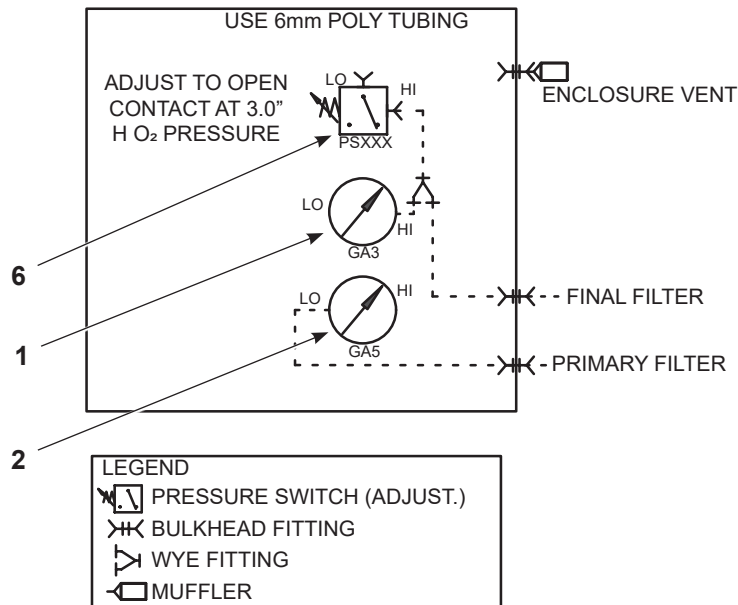 USE 6mm POLY TUBING
ADJUST TO OPEN
CONTACT AT 3.0”
H O₂ PRESSURE
LO
HI
PSXXX
ENCLOSURE VENT
LO
HI
GA3
6
LO
HI
GA5
FINAL FILTER
1
PRIMARY FILTER
2
LEGEND
PRESSURE SWITCH (ADJUST.)
BULKHEAD FITTING
WYE FITTING
MUFFLER